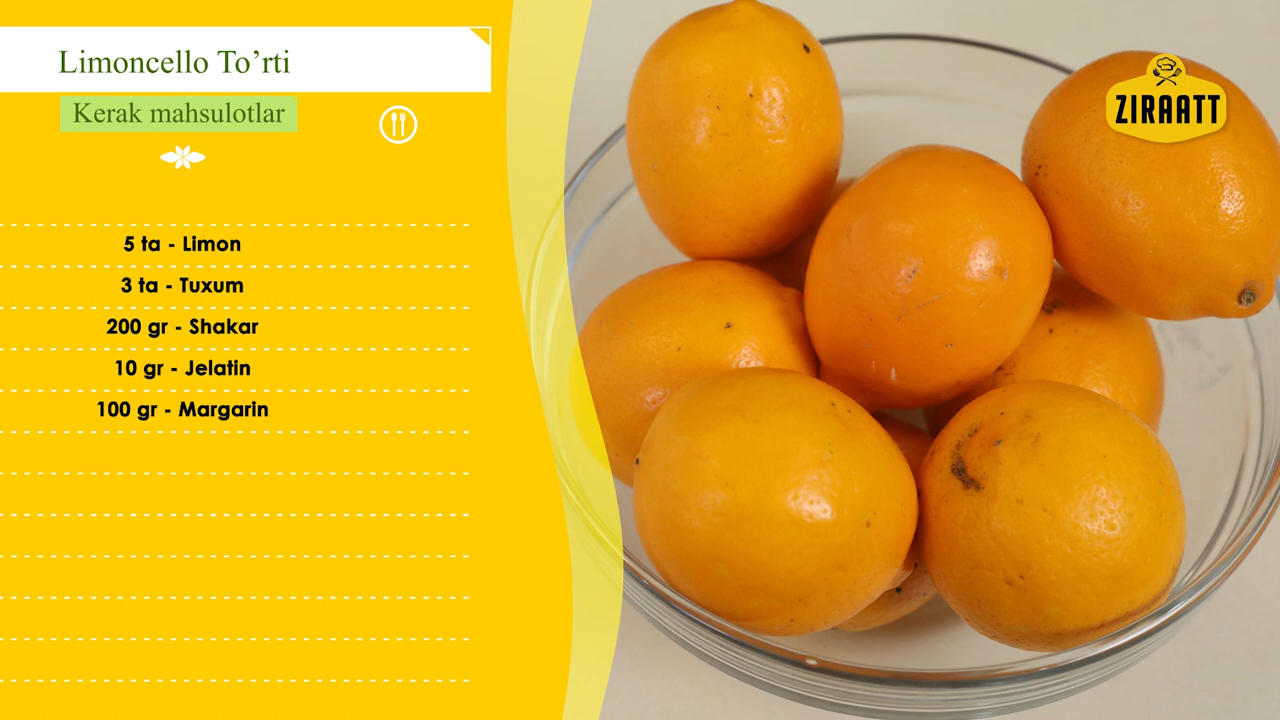 Limoncello To’rti
Kerak mahsulotlar
5 ta - Limon
3 ta - Tuxum
200 gr - Shakar
10 gr - Jelatin
100 gr - Margarin
ZIRAATT